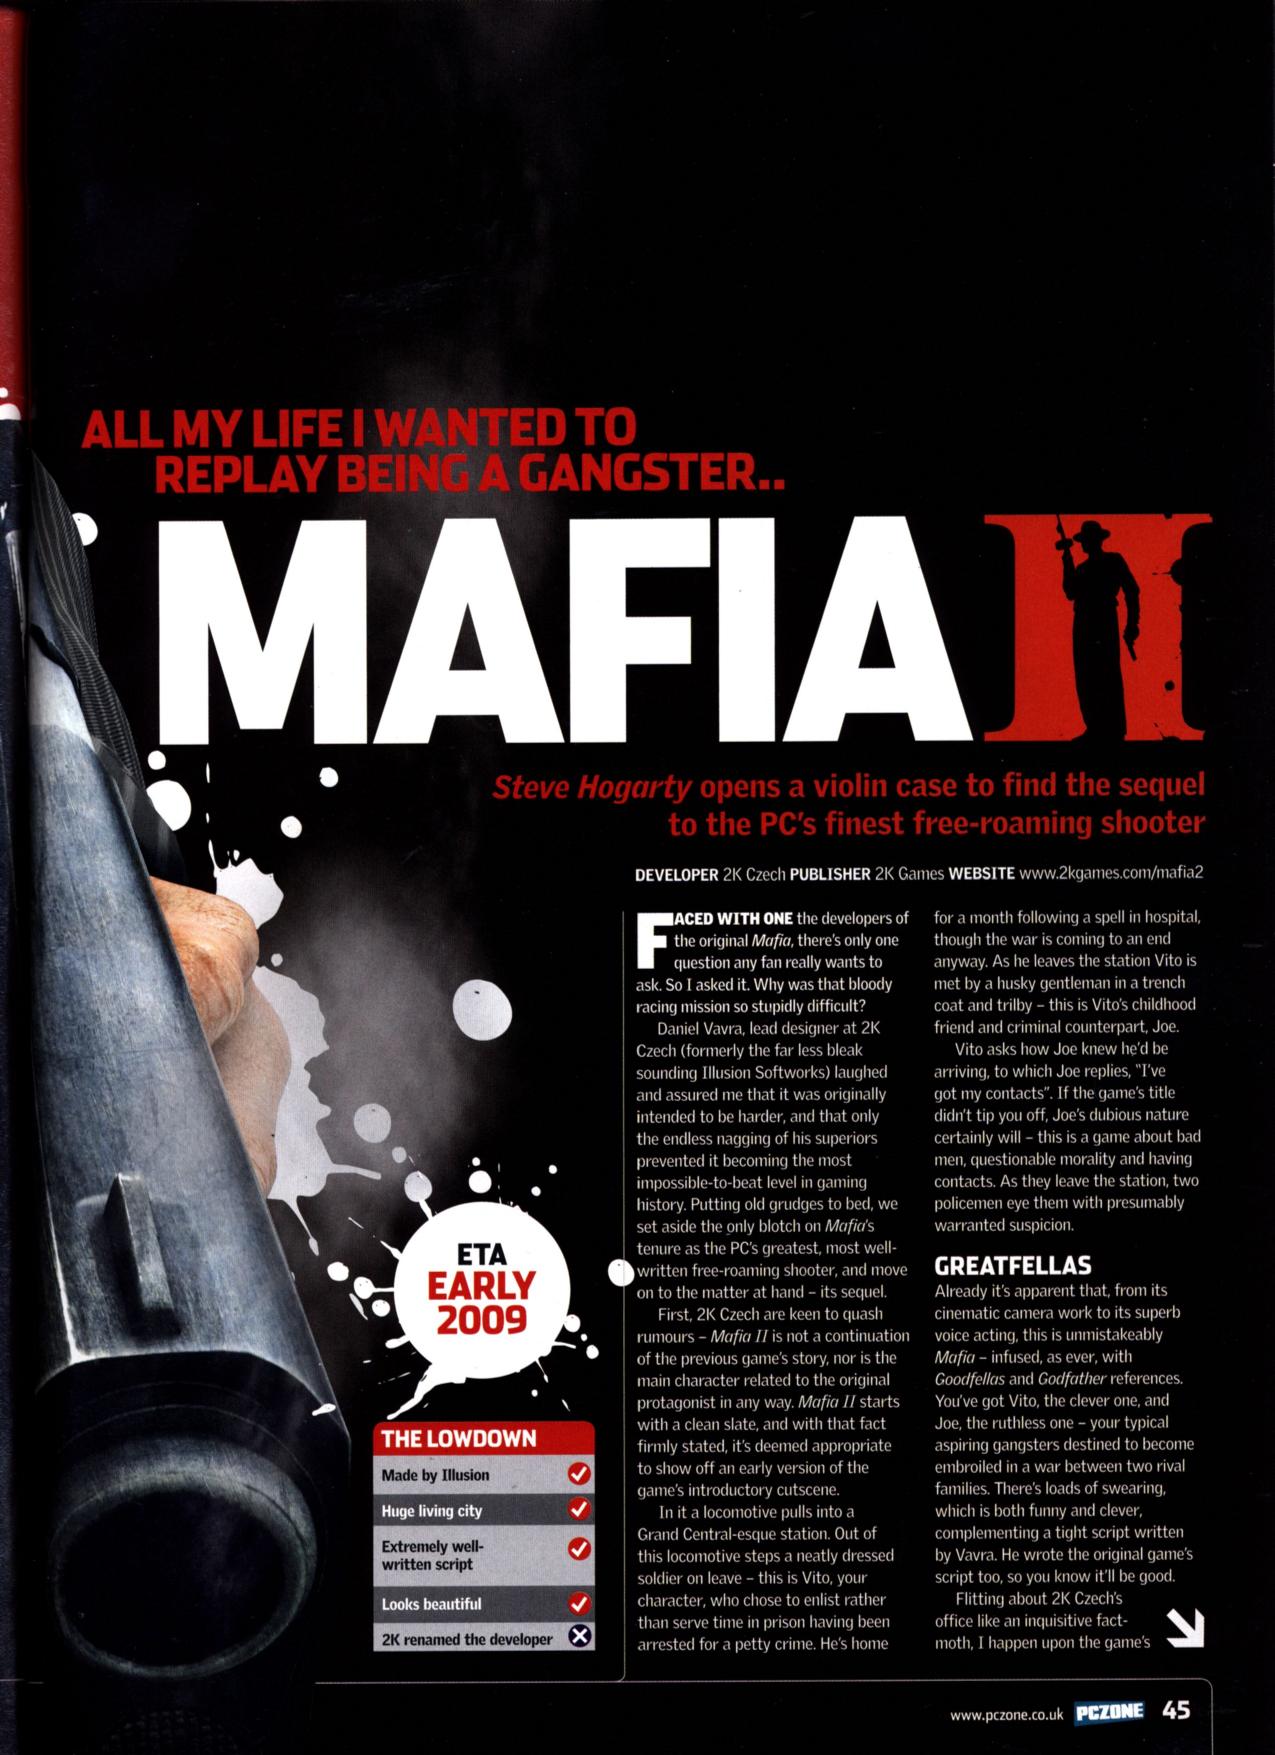 ALL MY LIFE I WANTED TO
REPLAY BEING A GANGSTER..
MAFIA II
Steve Hogarty opens a violin case to find the sequel
to the PC's finest free-roaming shooter
DEVELOPER 2K Czech PUBLISHER 2K Games WEBSITE www.2kgames.com/mafia2
FACED WITH ONE the developers of
the original Mafia, there's only one
question any fan really wants to
ask. So I asked it. Why was that bloody
racing mission so stupidly difficult?
Daniel Vavra, lead designer at 2K
Czech (formerly the far less bleak
sounding Illusion Softworks) laughed
and assured me that it was originally
intended to be harder, and that only
the endless nagging of his superiors
prevented it becoming the most
impossible-to-beat level in gaming
history. Putting old grudges to bed, we
set aside the only blotch on Mafia's
tenure as the PC's greatest, most well-
written free-roaming shooter, and move
on to the matter at hand – its sequel.
First, 2K Czech are keen to quash
rumours – Mafia II is not a continuation
of the previous game's story, nor is the
main character related to the original
protagonist in any way. Mafia II starts
with a clean slate, and with that fact
firmly stated, it's deemed appropriate
to show off an early version of the
game's introductory cutscene.
In it a locomotive pulls into a
Grand Central-esque station. Out of
this locomotive steps a neatly dressed
soldier on leave – this is Vito, your
character, who chose to enlist rather
than serve time in prison having been
arrested for a petty crime. He's home
for a month following a spell in hospital,
though the war is coming to an end
anyway. As he leaves the station Vito is
met by a husky gentleman in a trench
coat and trilby – this is Vito's childhood
friend and criminal counterpart, Joe.
Vito asks how Joe knew he'd be
arriving, to which Joe replies, "I've
got my contacts". If the game's title
didn't tip you off, Joe's dubious nature
certainly will – this is a game about bad
men, questionable morality and having
contacts. As they leave the station, two
policemen eye them with presumably
warranted suspicion.
GREATFELLAS
Already it's apparent that, from its
cinematic camera work to its superb
voice acting, this is unmistakeably
Mafia – infused, as ever, with
Goodfellas and Godfather references.
You've got Vito, the clever one, and
Joe, the ruthless one – your typical
aspiring gangsters destined to become
embroiled in a war between two rival
families. There's loads of swearing,
which is both funny and clever,
complementing a tight script written
by Vavra. He wrote the original game's
script too, so you know it'll be good.
Flitting about 2K Czech's
office like an inquisitive fact-
moth, I happen upon the game's
ETA
EARLY
2009
THE LOWDOWN
Made by Illusion
Huge living city
Extremely well-
written script
Looks beautiful
2K renamed the developer
www.pczone.co.uk PCZONE 45